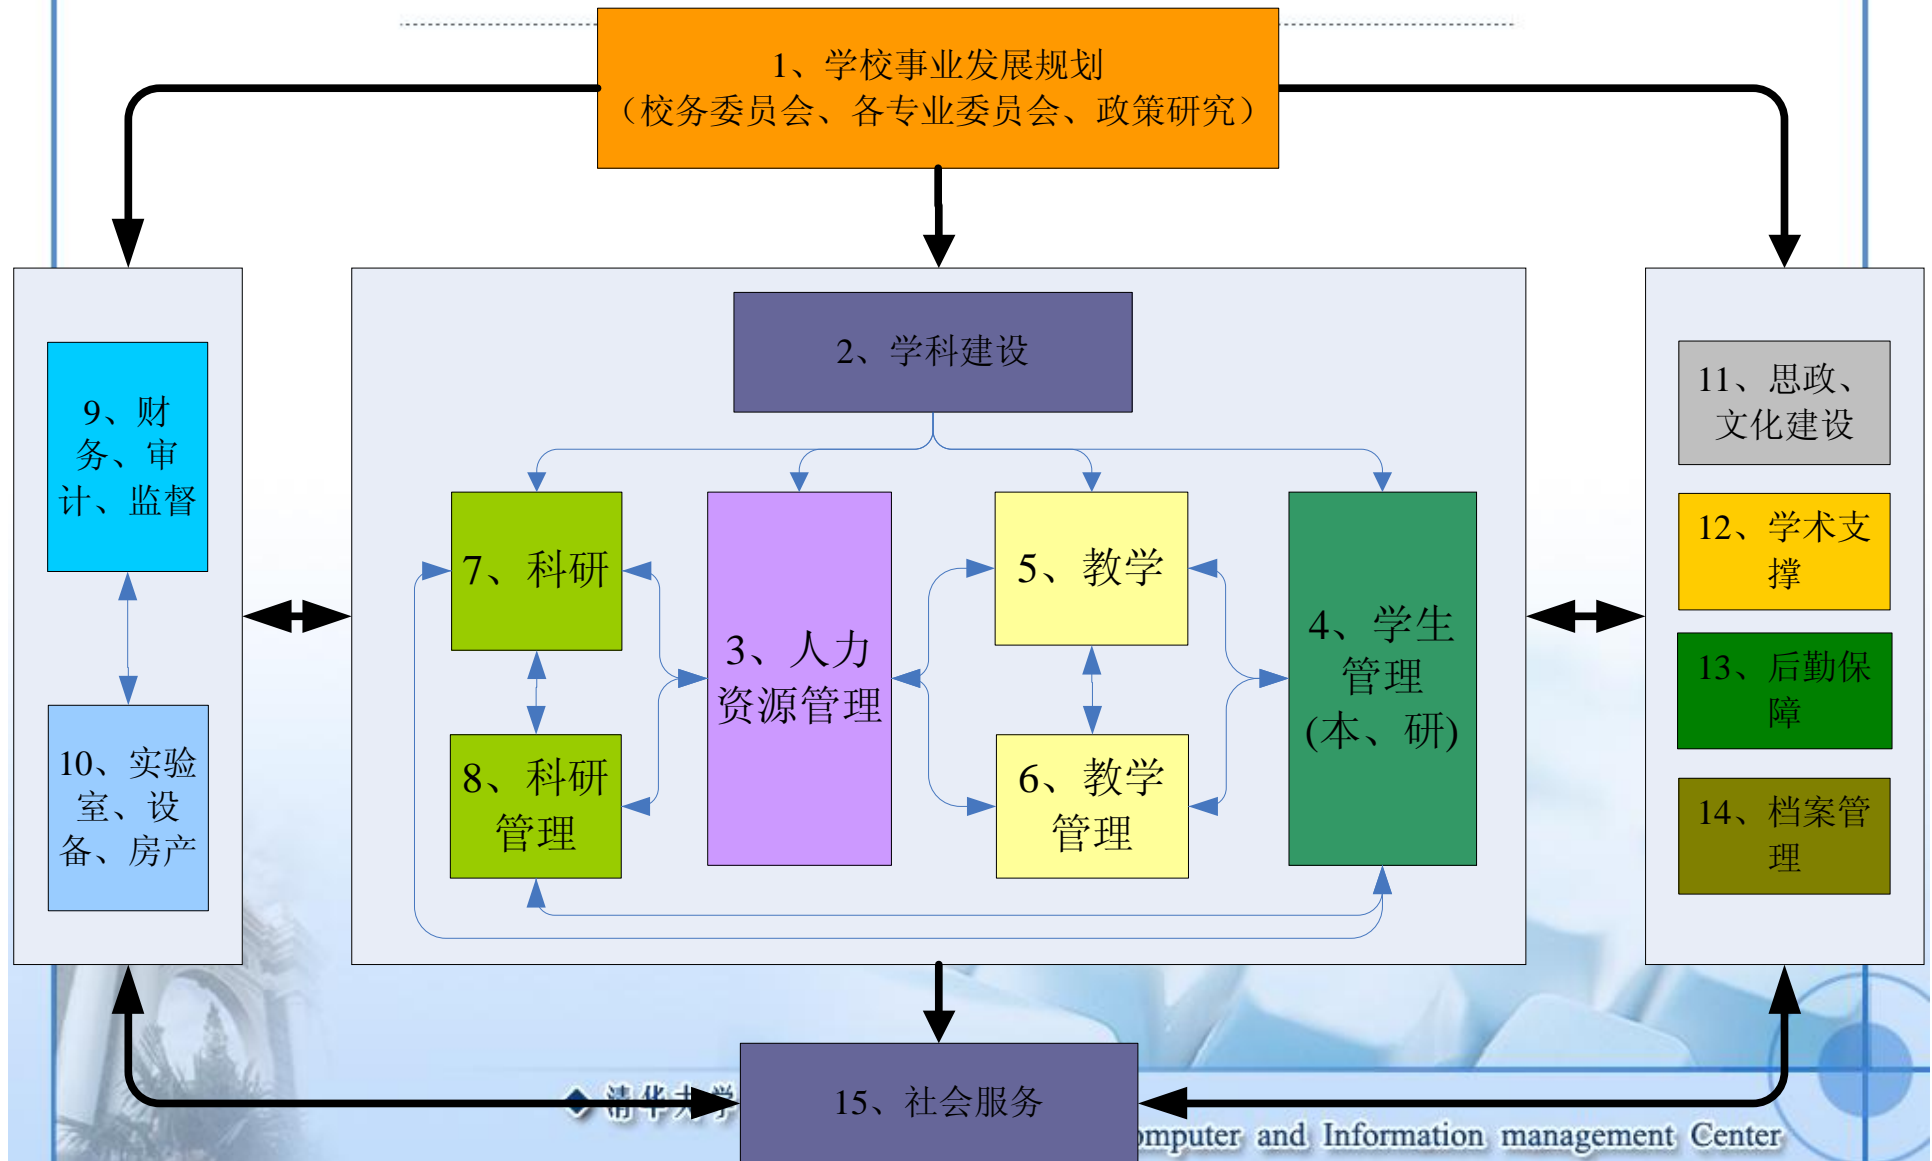 1、学校事业发展规划
（校务委员会、各专业委员会、政策研究）
2、学科建设
9、财
务、审
计、监督
10、实验
室、设
备、房产
7、科研
8、科研
管理
3、人力
资源管理
5、教学
6、教学
管理
4、学生
管理
(本、研)
11、思政、
文化建设
12、学术支
撑
13、后勤保
障
14、档案管
理
15、社会服务
清华大学
omputer and Information management Center